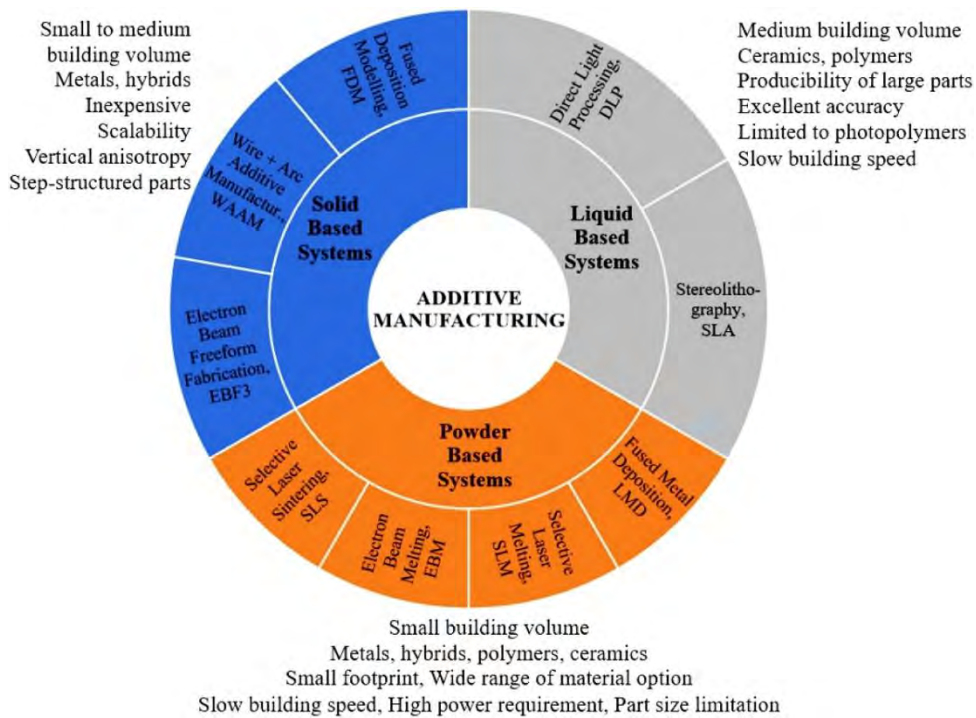 Small to medium
building volume
Metals, hybrids
Inexpensive
Scalability
Vertical anisotropy
Step-structured parts
Medium building volume
Ceramics, polymers
Producibility of large parts
Excellent accuracy
Limited to photopolymers
Slow building speed
Fused
Deposition
Modelling,
FDM
Wire + Arc
Additive
Manufactur..
WAAM
Electron
Beam
Freeform
Fabrication,
EBF3
Solid
Based
Systems
Direct Light
Processing,
DLP
Stereolitho-
graphy,
SLA
Liquid
Based
Systems
ADDITIVE
MANUFACTURING
Powder
Based
Systems
Selective
Laser
Sintering,
SLS
Electron
Beam
Melting,
EBM
Selective
Laser
Melting,
SLM
Fused Metal
Deposition,
LMD
Small building volume
Metals, hybrids, polymers, ceramics
Small footprint, Wide range of material option
Slow building speed, High power requirement, Part size limitation